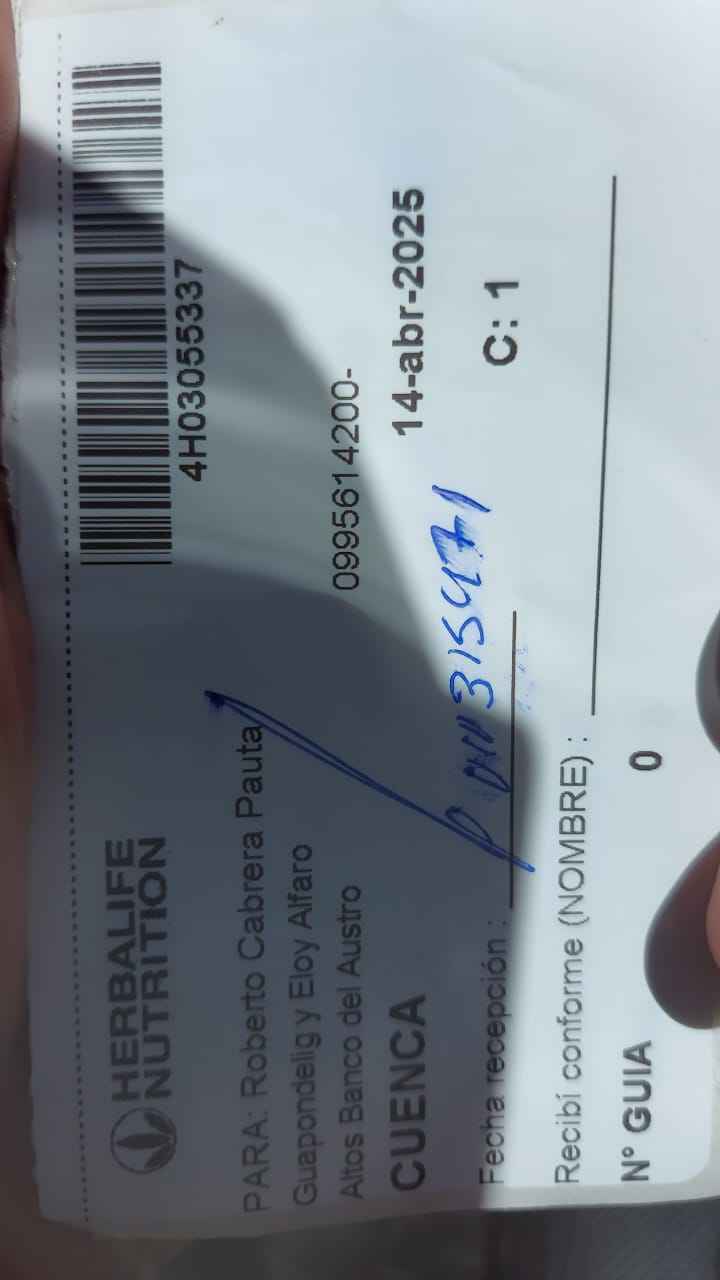 HERBALIFE
NUTRITION
4H03055337
PARA: Roberto Cabrera Pauta
Guapondelig y Eloy Alfaro
Altos Banco del Austro
0995614200-
CUENCA
14-abr-2025
Fecha recepción :
C: 1
Recibí conforme (NOMBRE) :
N° GUIA 0